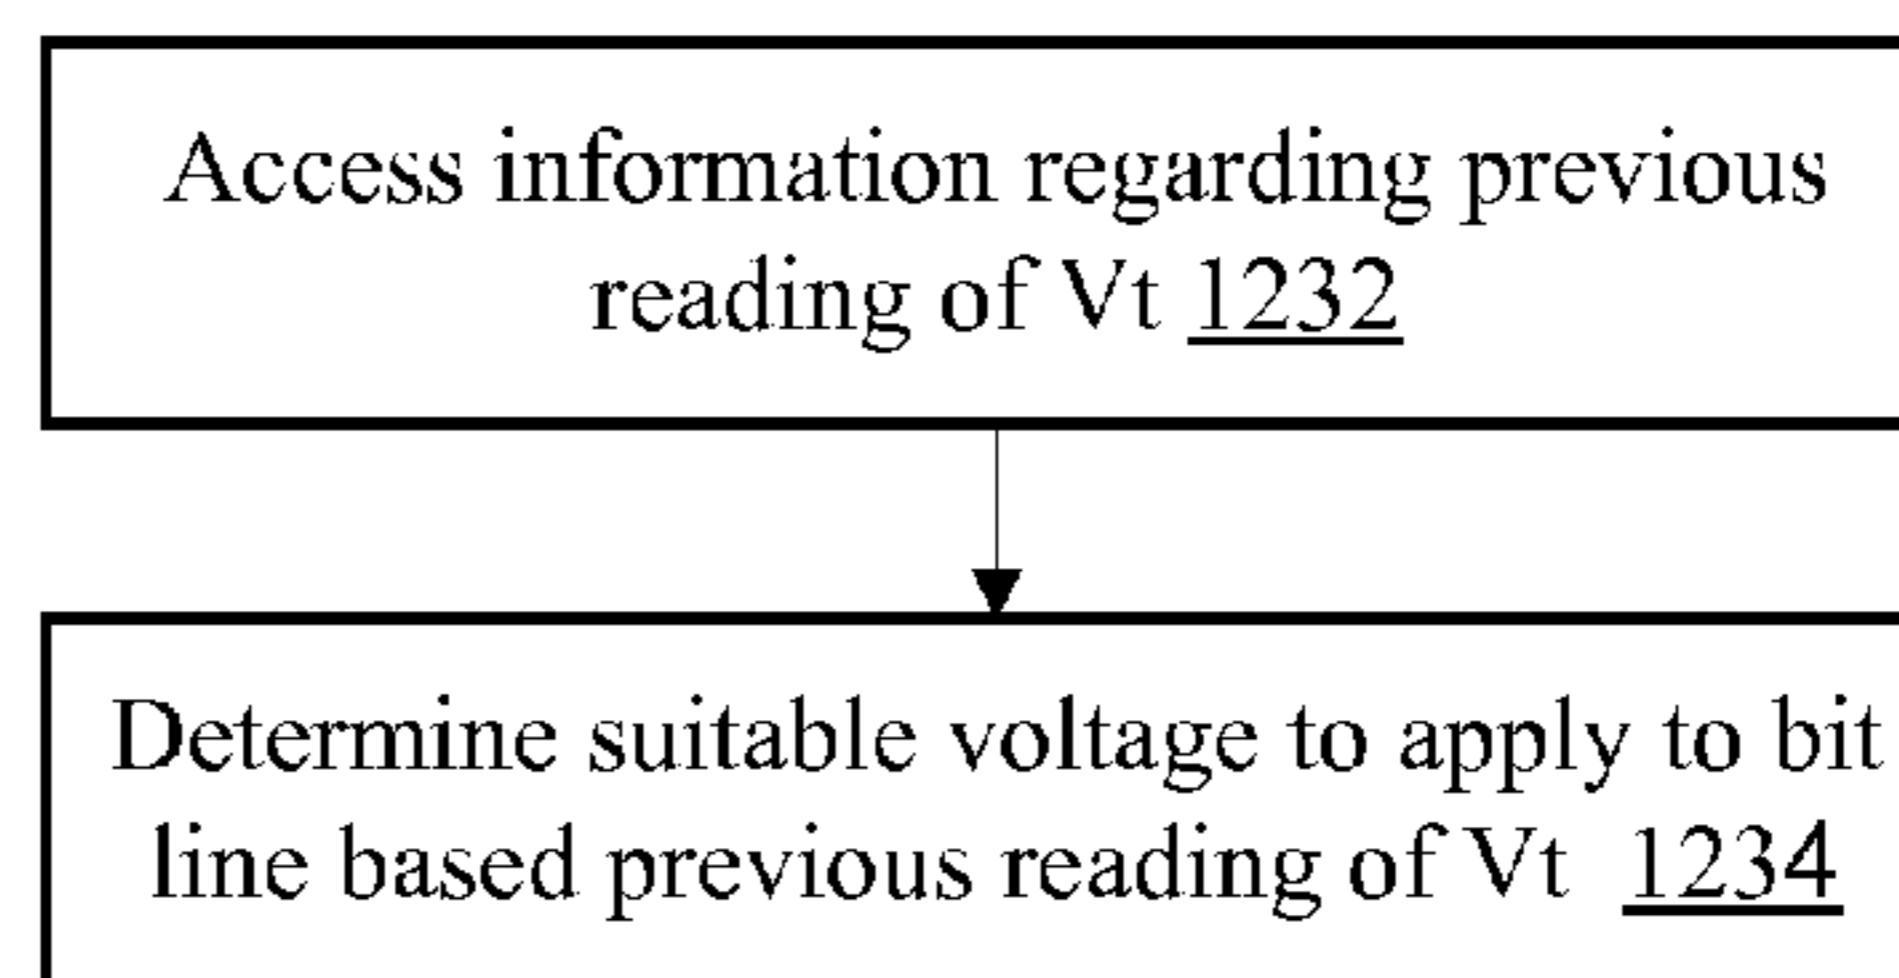 Access information regarding previous
reading of Vt 1232
Determine suitable voltage to apply to bit
line based previous reading of Vt 1234